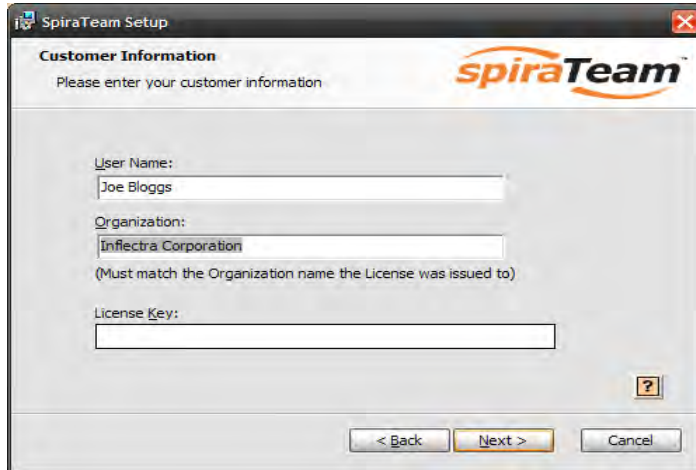 SpiraTeam Setup
Customer Information
Please enter your customer information
spiraTeam™
User Name:
Joe Bloggs
Organization:
Inflectra Corporation
(Must match the Organization name the License was issued to)
License Key:
?
< Back
Next >
Cancel